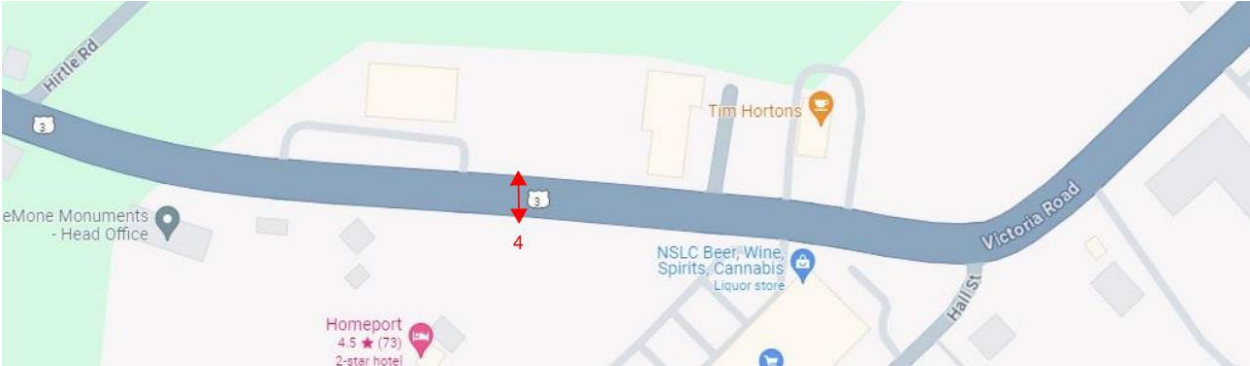 Hirtle Rd
3
Tim Hortons
3
4
eMone Monuments
- Head Office
Victoria Road
NSLC Beer, Wine,
Spirits, Cannabis
Liquor store
Hall St
Homeport
4.5 ★ (73)
2-star hotel